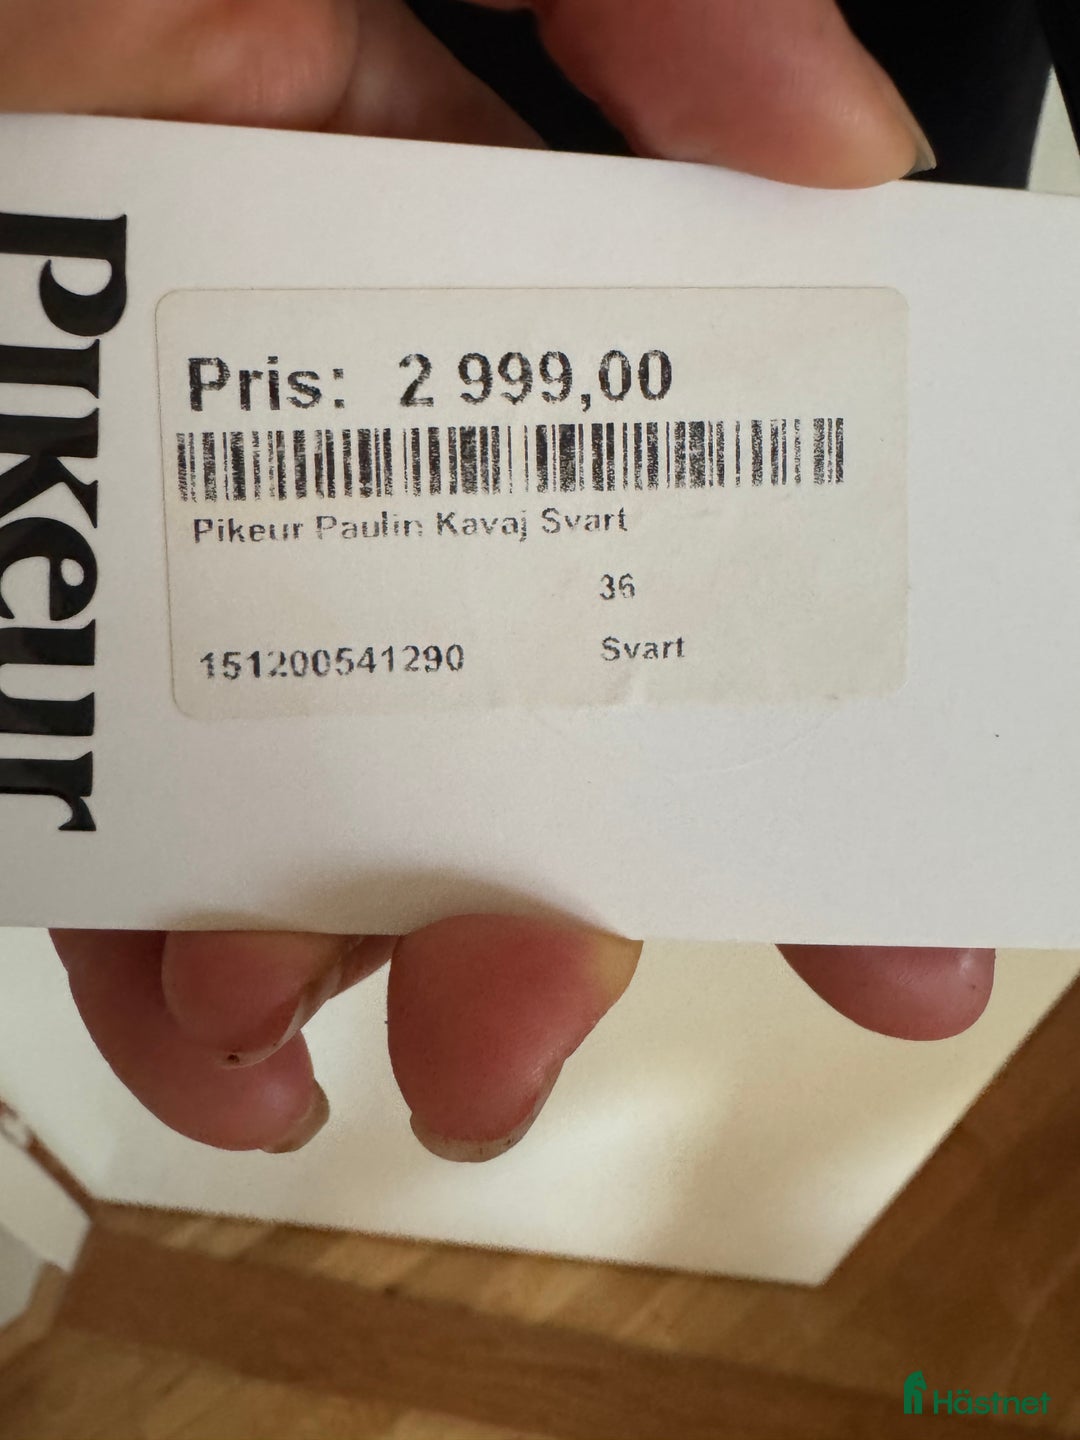 Pikeur
Pris: 2 999,00
Pikeur Paulin Kavaj Svart
36
151200541290
Svart
Hästnet